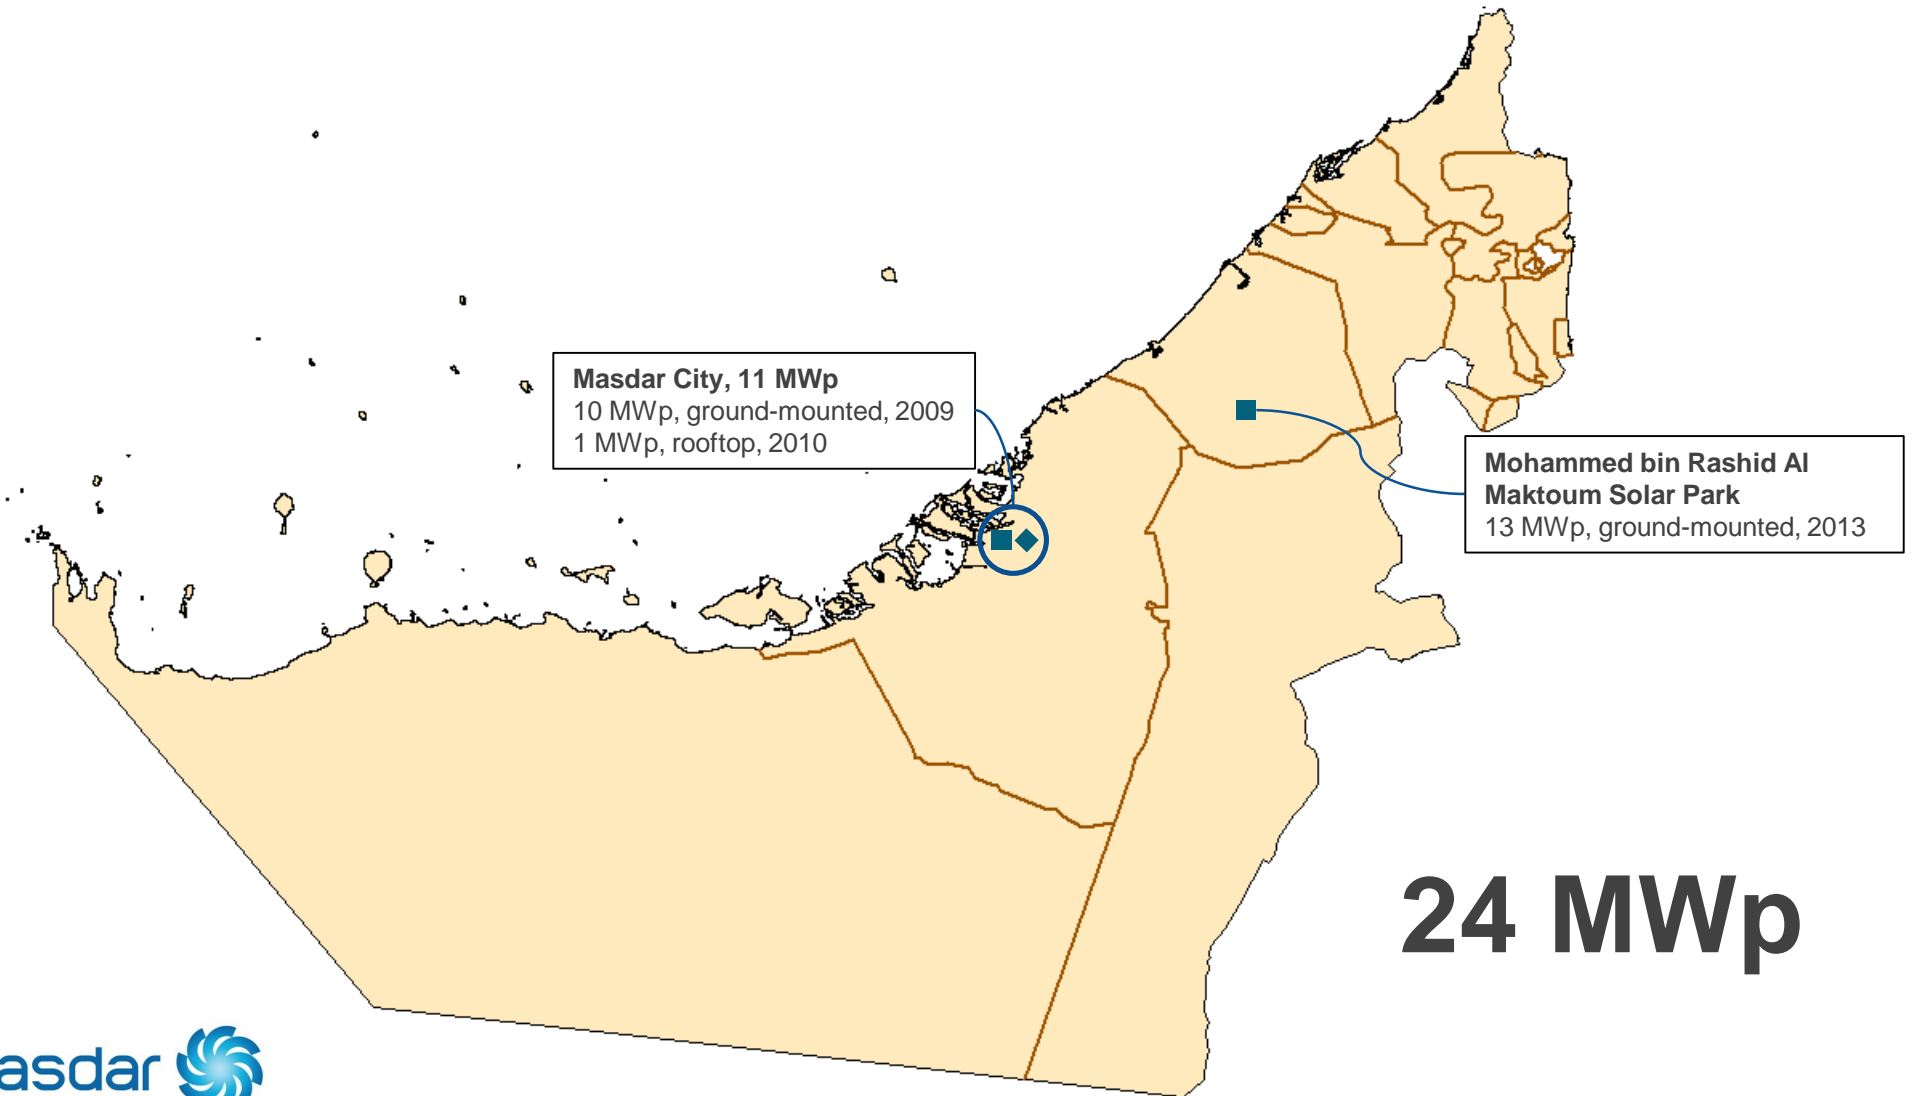 Masdar City, 11 MWp
10 MWp, ground-mounted, 2009
1 MWp, rooftop, 2010
Mohammed bin Rashid Al
Maktoum Solar Park
13 MWp, ground-mounted, 2013
24 MWp
asdar